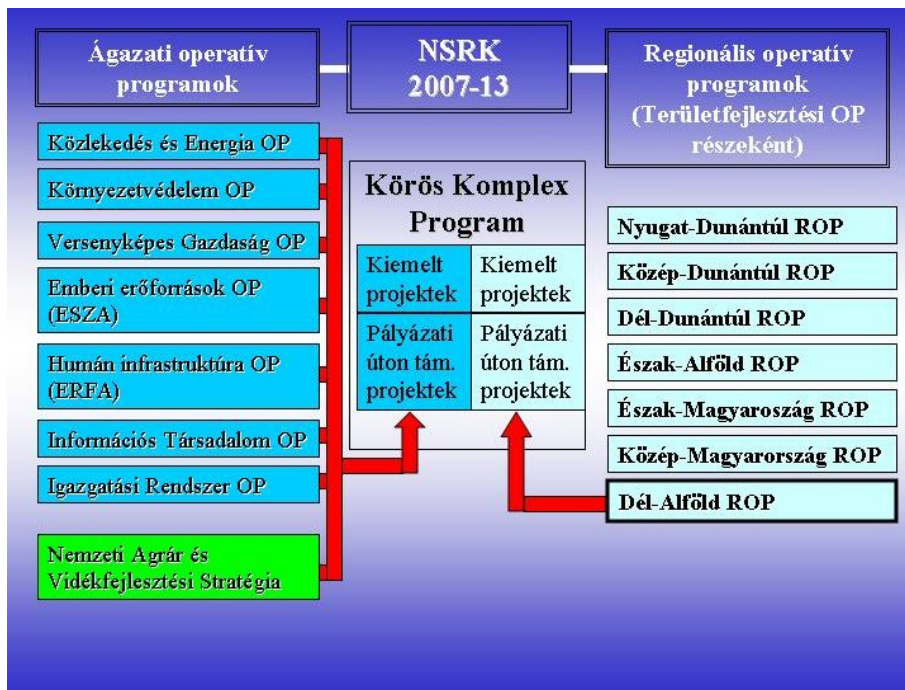 Ágazati operatív
programok
NSRK
2007-13
Regionális operatív
programok
(Területfejlesztési OP
részeként)
Közlekedés és Energia OP
Környezetvédelem OP
Versenyképes Gazdaság OP
Emberi erőforrások OP
(ESZA)
Humán infrastruktúra OP
(ERFA)
Információs Társadalom OP
Igazgatási Rendszer OP
Nemzeti Agrár és
Vidékfejlesztési Stratégia
Körös Komplex
Program
Kiemelt
projektek
Kiemelt
projektek
Pályázati
úton tám.
projektek
Pályázati
úton tám.
projektek
Nyugat-Dunántúl ROP
Közép-Dunántúl ROP
Dél-Dunántúl ROP
Észak-Alföld ROP
Észak-Magyaroszág ROP
Közép-Magyarország ROP
Dél-Alföld ROP